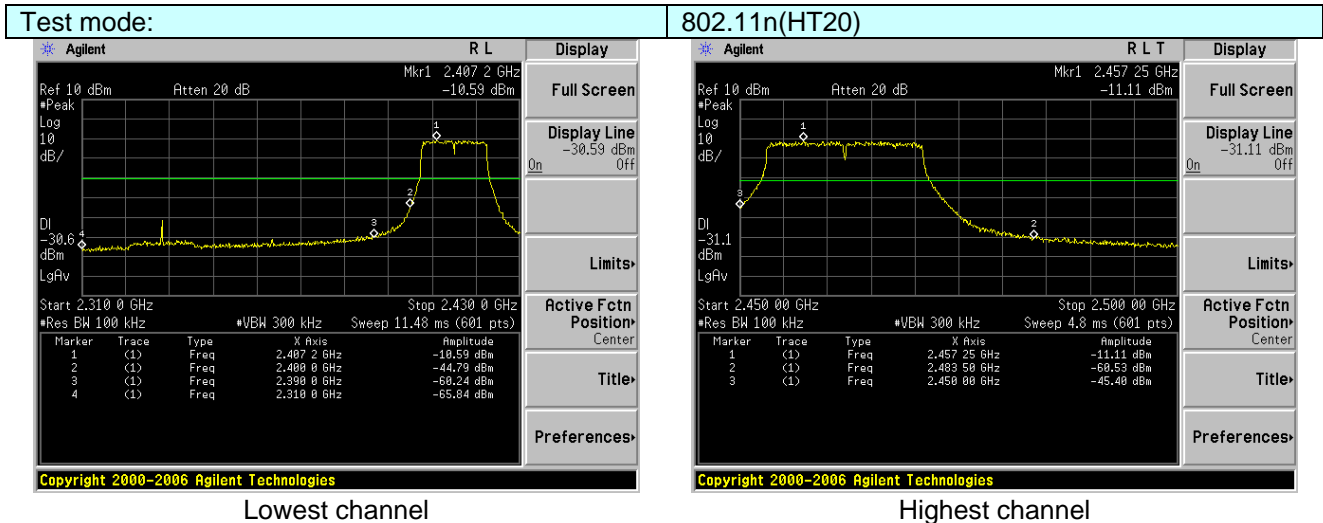 Test mode: 802.11n(HT20)
Agilent R L Display
Mkr1 2.407 2 GHz
Ref 10 dBm Atten 20 dB -10.59 dBm
#Peak
Log
10
dB/
1
2
3
4
DI
-30.6
dBm
LgAv
Start 2.310 0 GHz Stop 2.430 0 GHz
#Res BW 100 kHz #VBW 300 kHz Sweep 11.48 ms (601 pts)
Marker Trace Type X Axis Amplitude
1 (1) Freq 2.407 2 GHz -10.59 dBm
2 (1) Freq 2.400 0 GHz -44.79 dBm
3 (1) Freq 2.390 0 GHz -60.24 dBm
4 (1) Freq 2.310 0 GHz -65.84 dBm
Full Screen
Display Line
-30.59 dBm
On Off
Limits
Active Fctn
Position
Center
Title
Preferences
Copyright 2000-2006 Agilent Technologies
Lowest channel
Agilent R L T Display
Mkr1 2.457 25 GHz
Ref 10 dBm Atten 20 dB -11.11 dBm
#Peak
Log
10
dB/
1
3
2
DI
-31.1
dBm
LgAv
Start 2.450 00 GHz Stop 2.500 00 GHz
#Res BW 100 kHz #VBW 300 kHz Sweep 4.8 ms (601 pts)
Marker Trace Type X Axis Amplitude
1 (1) Freq 2.457 25 GHz -11.11 dBm
2 (1) Freq 2.483 50 GHz -60.53 dBm
3 (1) Freq 2.450 00 GHz -45.40 dBm
Full Screen
Display Line
-31.11 dBm
On Off
Limits
Active Fctn
Position
Center
Title
Preferences
Copyright 2000-2006 Agilent Technologies
Highest channel